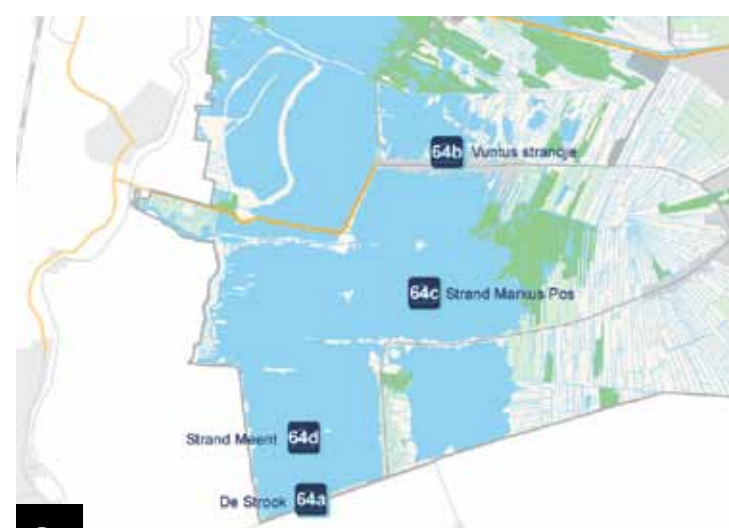 64b Vuntus strandje
64c Strand Markus Pos
Strand Meent 64d
De Strook 64a